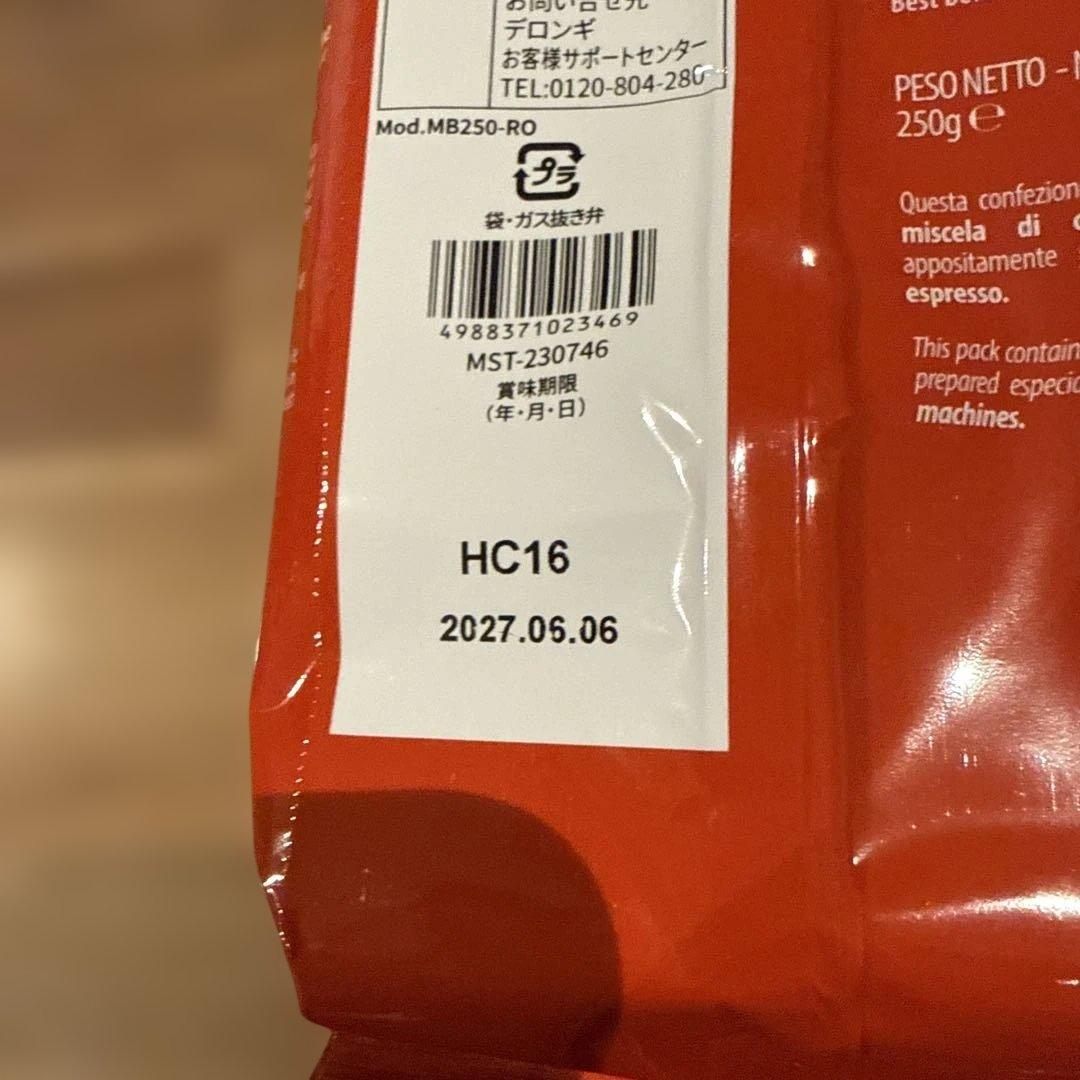 お問い合せ先
デロンギ
お客様サポートセンター
TEL:0120-804-280
Mod.MB250-RO
プラ
袋・ガス抜き弁
4988371023469
MST-230746
賞味期限
(年・月・日)
HC16
2027.06.06
Best
PESO NETTO -
250g ℮
Questa confezion
miscela di
appositamente
espresso.
This pack contain
prepared especia
machines.